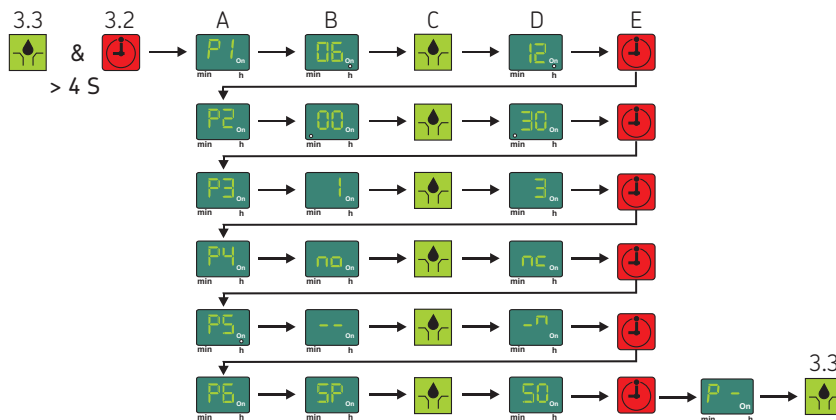 3.3 3.2 A B C D E
& P1 On 06 On 12 On
min h min h min h
> 4 S
P2 On 00 On 30 On
min h min h min h
P3 On 1 On 3 On
min h min h min h
P4 On no On nc On
min h min h min h
P5 On -- On -n On
min h min h min h
3.3
P6 On SP On SO On P - On
min h min h min h min h